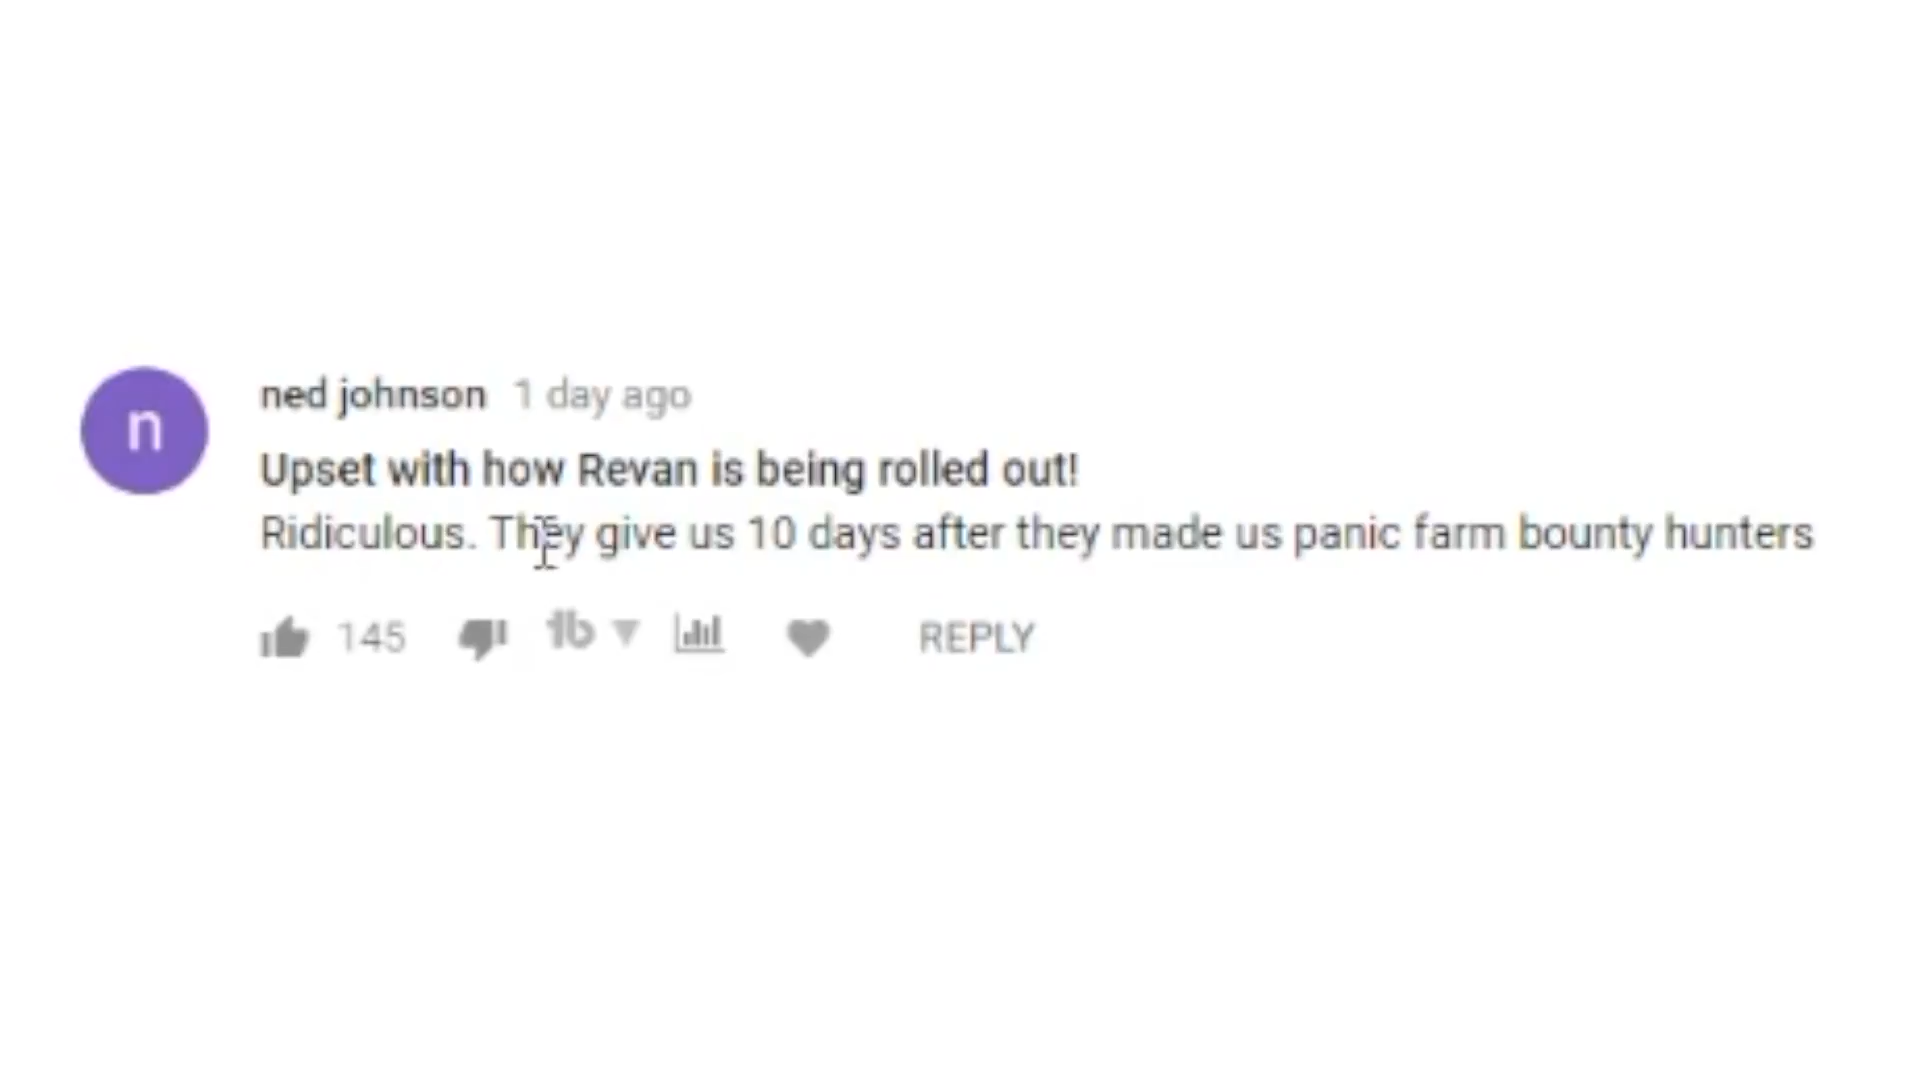 n
ned johnson 1 day ago
Upset with how Revan is being rolled out!
Ridiculous. They give us 10 days after they made us panic farm bounty hunters
145 tb REPLY